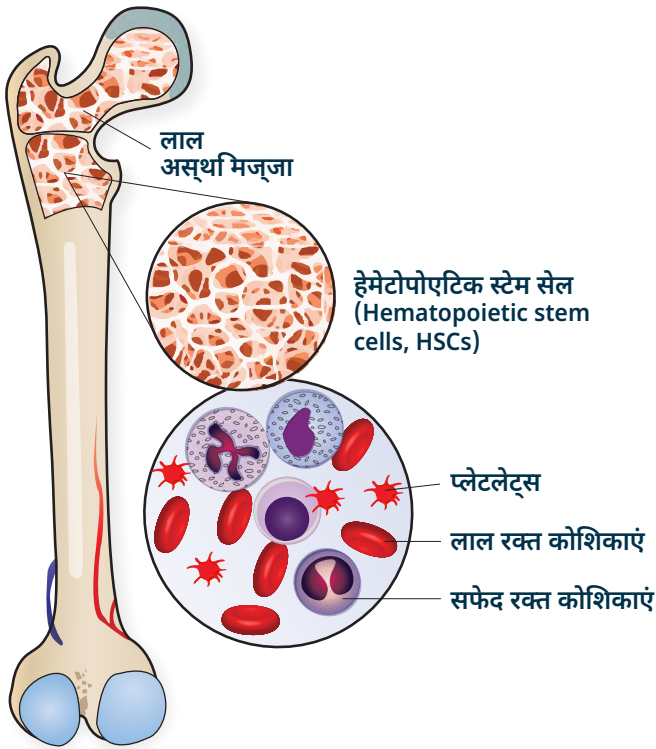 लाल
अस्थि मज्जा
हेमेटोपोएटिक स्टेम सेल
(Hematopoietic stem
cells, HSCs)
प्लेटलेट्स
लाल रक्त कोशिकाएं
सफेद रक्त कोशिकाएं